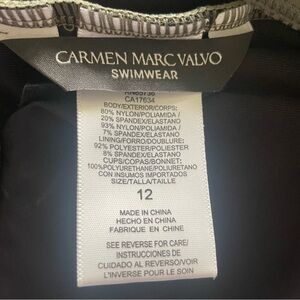 CARMEN MARC VALVO
SWIMWEAR
CA17634
BODY/EXTERIOR/CORPS:
80% NYLON/POLIAMIDA/
20% SPANDEX/ELASTANO
93% NYLON/POLIAMIDA/
7% SPANDEX/ELASTANO
LINING/FORRO/DOUBLURE:
92% POLYESTER/POLIESTER
8% SPANDEX/ELASTANO
CUPS/COPAS/BONNET:
100%POLYURETHANE/POLIURETANO
CON INSUMOS IMPORTADOS
SIZE/TALLA/TAILLE
12
MADE IN CHINA
HECHO EN CHINA
FABRIQUE EN CHINE
SEE REVERSE FOR CARE/
INSTRUCCIONES DE
CUIDADO AL REVERSO/VOIR
L'INVERSE POUR LE SOIN